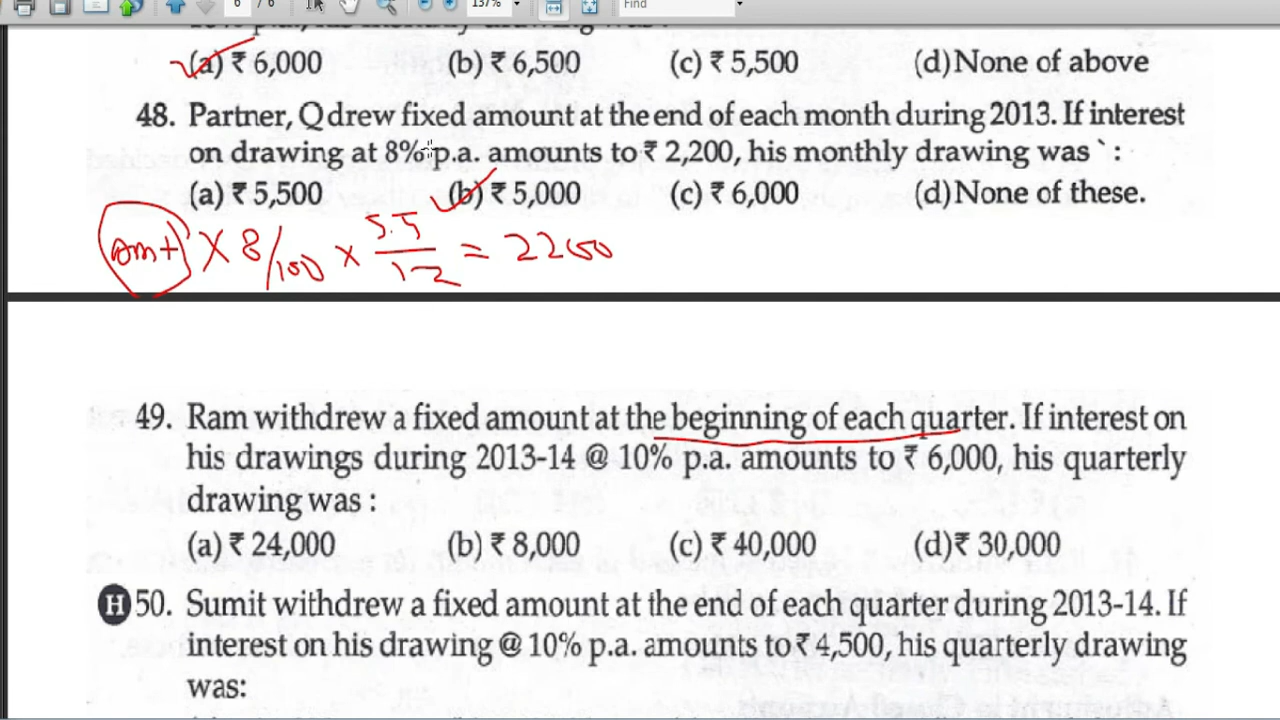 6 / 6 137% Find
(a) ₹ 6,000 (b) ₹ 6,500 (c) ₹ 5,500 (d) None of above
48. Partner, Q drew fixed amount at the end of each month during 2013. If interest
on drawing at 8% p.a. amounts to ₹ 2,200, his monthly drawing was ` :
(a) ₹ 5,500 (b) ₹ 5,000 (c) ₹ 6,000 (d) None of these.
Amt × 8/100 × 5.5/12 = 2200
49. Ram withdrew a fixed amount at the beginning of each quarter. If interest on
his drawings during 2013-14 @ 10% p.a. amounts to ₹ 6,000, his quarterly
drawing was :
(a) ₹ 24,000 (b) ₹ 8,000 (c) ₹ 40,000 (d) ₹ 30,000
H 50. Sumit withdrew a fixed amount at the end of each quarter during 2013-14. If
interest on his drawing @ 10% p.a. amounts to ₹ 4,500, his quarterly drawing
was: